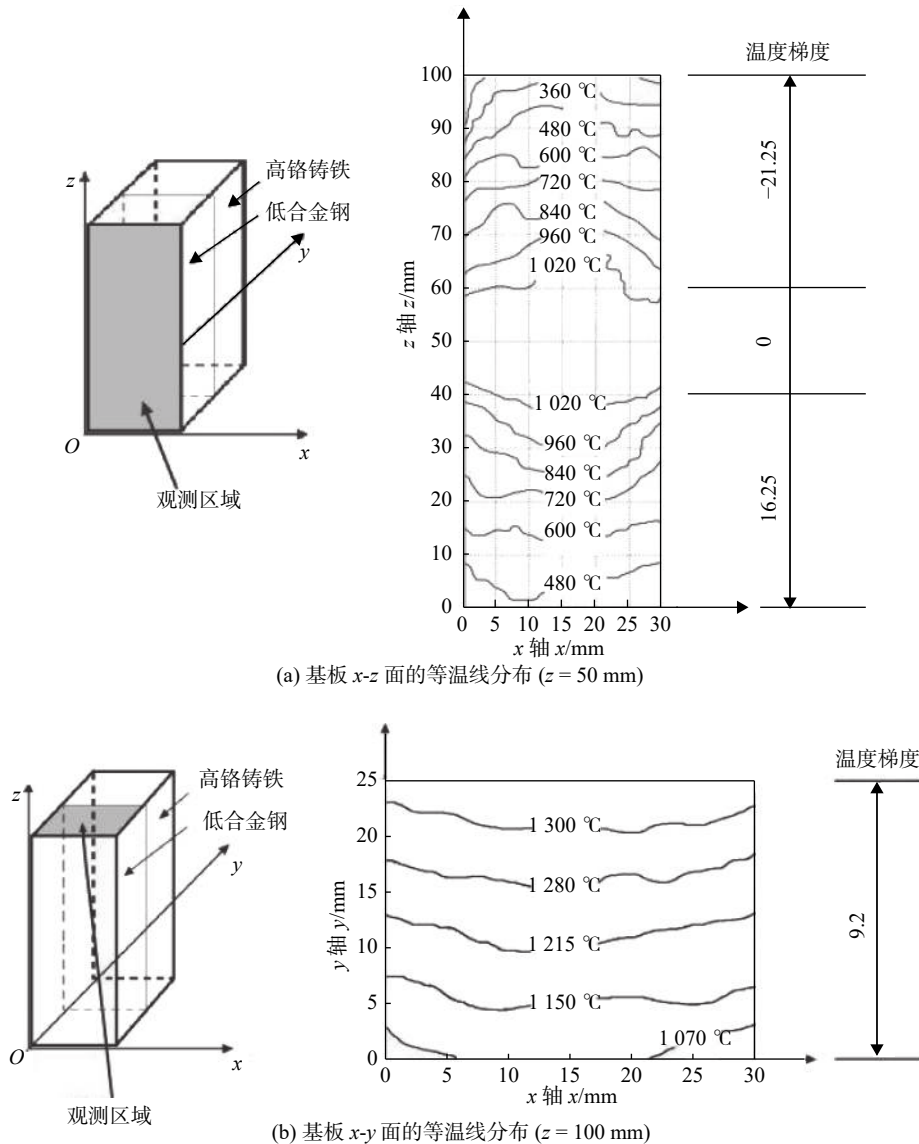 z
高铬铸铁
低合金钢
y
O
x
观测区域
温度梯度
100
90
80
70
60
50
40
30
20
10
0
z 轴 z/mm
360 ℃
480 ℃
600 ℃
720 ℃
840 ℃
960 ℃
1 020 ℃
1 020 ℃
960 ℃
840 ℃
720 ℃
600 ℃
480 ℃
−21.25
0
16.25
0 5 10 15 20 25 30
x 轴 x/mm
(a) 基板 x-z 面的等温线分布 (z = 50 mm)
z
高铬铸铁
低合金钢
y
O
x
观测区域
温度梯度
25
20
15
10
5
0
y 轴 y/mm
1 300 ℃
1 280 ℃
1 215 ℃
1 150 ℃
1 070 ℃
9.2
0 5 10 15 20 25 30
x 轴 x/mm
(b) 基板 x-y 面的等温线分布 (z = 100 mm)